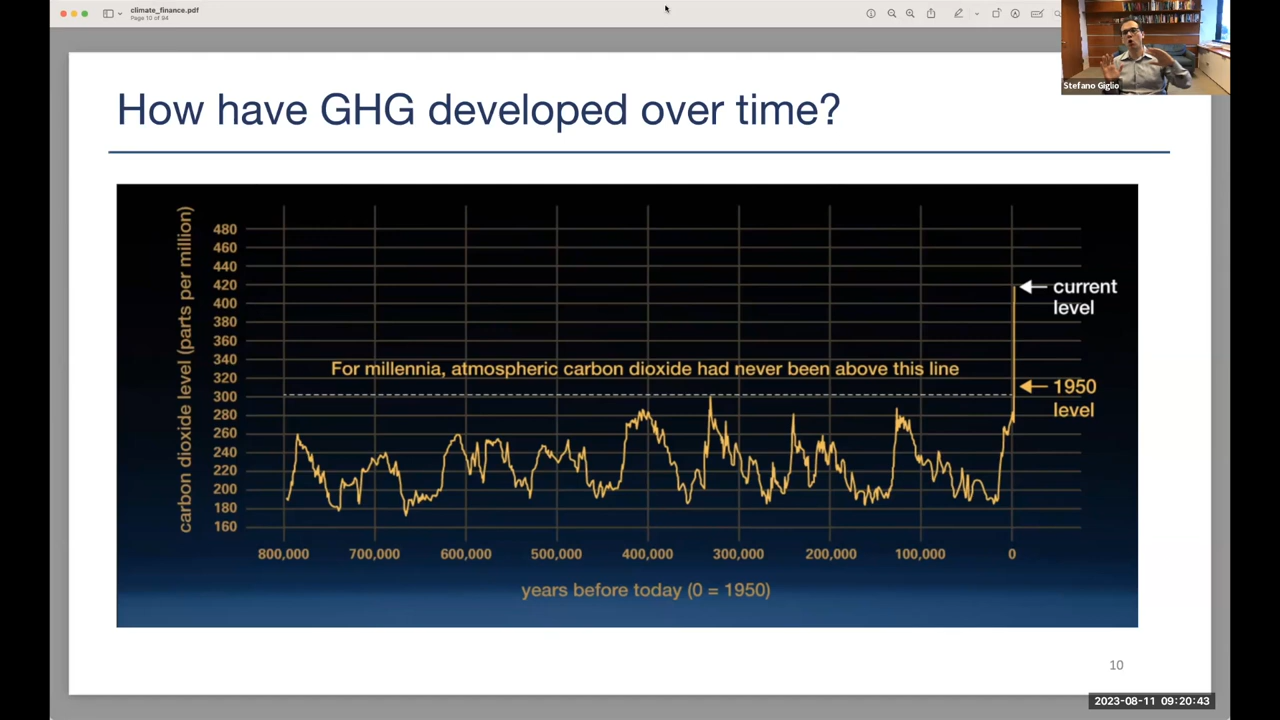 climate_finance.pdf
Page 10 of 94
Stefano Giglio
How have GHG developed over time?
carbon dioxide level (parts per million)
480
460
440
420
400
380
360
340
320
300
280
260
240
220
200
180
160
current
level
For millennia, atmospheric carbon dioxide had never been above this line
1950
level
800,000 700,000 600,000 500,000 400,000 300,000 200,000 100,000 0
years before today (0 = 1950)
10
2023-08-11 09:20:43